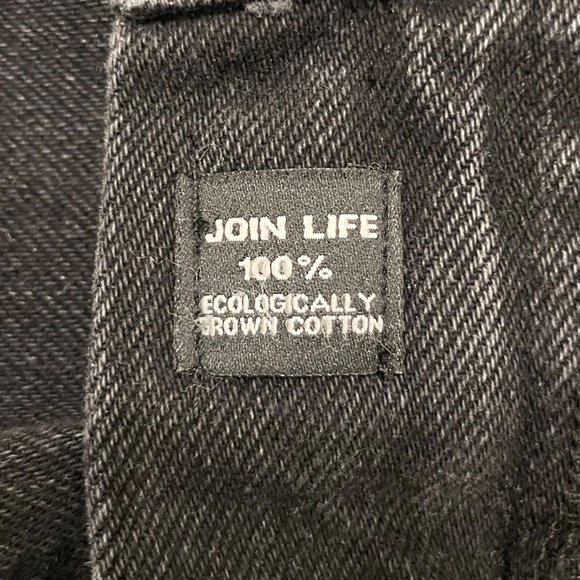 JOIN LIFE
100%
ECOLOGICALLY
GROWN COTTON